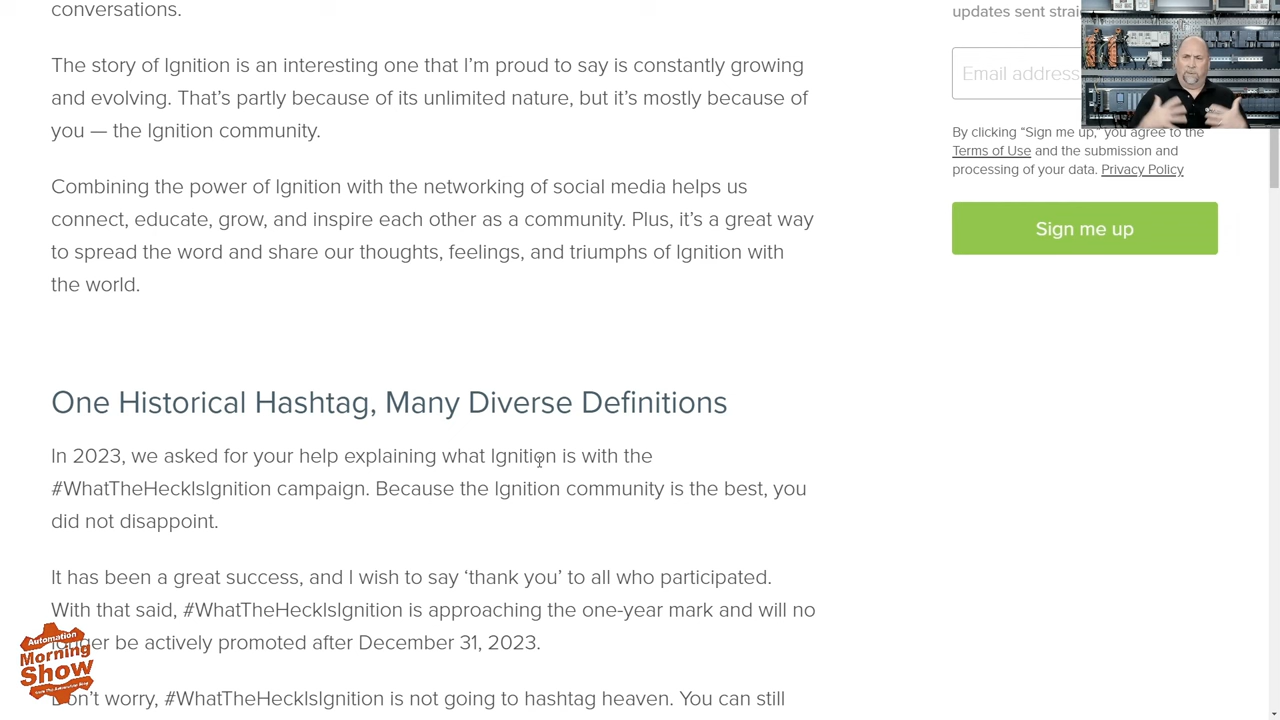 conversations.
The story of Ignition is an interesting one that I'm proud to say is constantly growing
and evolving. That's partly because of its unlimited nature, but it's mostly because of
you — the Ignition community.
Combining the power of Ignition with the networking of social media helps us
connect, educate, grow, and inspire each other as a community. Plus, it's a great way
to spread the word and share our thoughts, feelings, and triumphs of Ignition with
the world.
One Historical Hashtag, Many Diverse Definitions
In 2023, we asked for your help explaining what Ignition is with the
#WhatTheHeckIsIgnition campaign. Because the Ignition community is the best, you
did not disappoint.
It has been a great success, and I wish to say 'thank you' to all who participated.
With that said, #WhatTheHeckIsIgnition is approaching the one-year mark and will no
longer be actively promoted after December 31, 2023.
Don't worry, #WhatTheHeckIsIgnition is not going to hashtag heaven. You can still
updates sent
Email address
By clicking "Sign me up," you agree to the
Terms of Use and the submission and
processing of your data. Privacy Policy
Sign me up
Automation
Morning
Show
from The Automation Blog